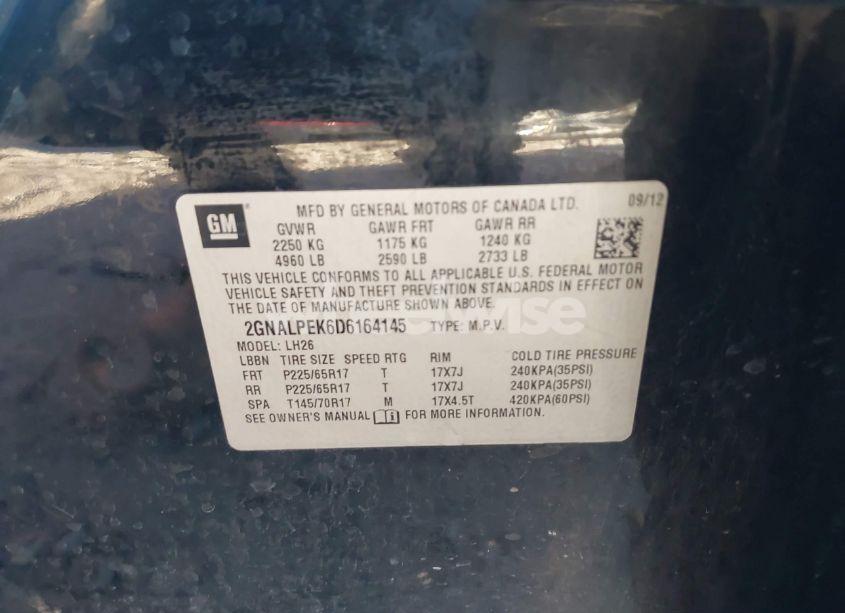 GM
MFD BY GENERAL MOTORS OF CANADA LTD. 09/12
GVWR GAWR FRT GAWR RR
2250 KG 1175 KG 1240 KG
4960 LB 2590 LB 2733 LB
THIS VEHICLE CONFORMS TO ALL APPLICABLE U.S. FEDERAL MOTOR
VEHICLE SAFETY AND THEFT PREVENTION STANDARDS IN EFFECT ON
THE DATE OF MANUFACTURE SHOWN ABOVE.
2GNALPEK6D6164145 TYPE: M.P.V.
MODEL: LH26
LBBN TIRE SIZE SPEED RTG RIM COLD TIRE PRESSURE
FRT P225/65R17 T 17X7J 240KPA(35PSI)
RR P225/65R17 T 17X7J 240KPA(35PSI)
SPA T145/70R17 M 17X4.5T 420KPA(60PSI)
SEE OWNER'S MANUAL FOR MORE INFORMATION.